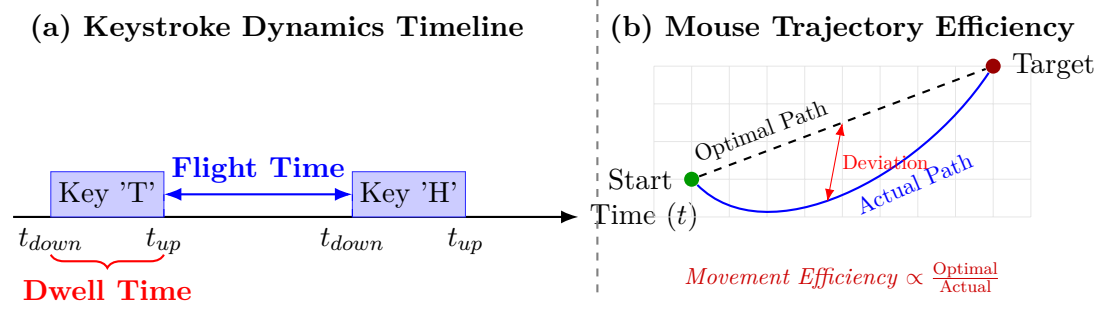 (a) Keystroke Dynamics Timeline
Flight Time
Key 'T'
Key 'H'
Time (t)
t_down
t_up
t_down
t_up
Dwell Time
(b) Mouse Trajectory Efficiency
Target
Optimal Path
Deviation
Start
Actual Path
Movement Efficiency ∝ Optimal/Actual